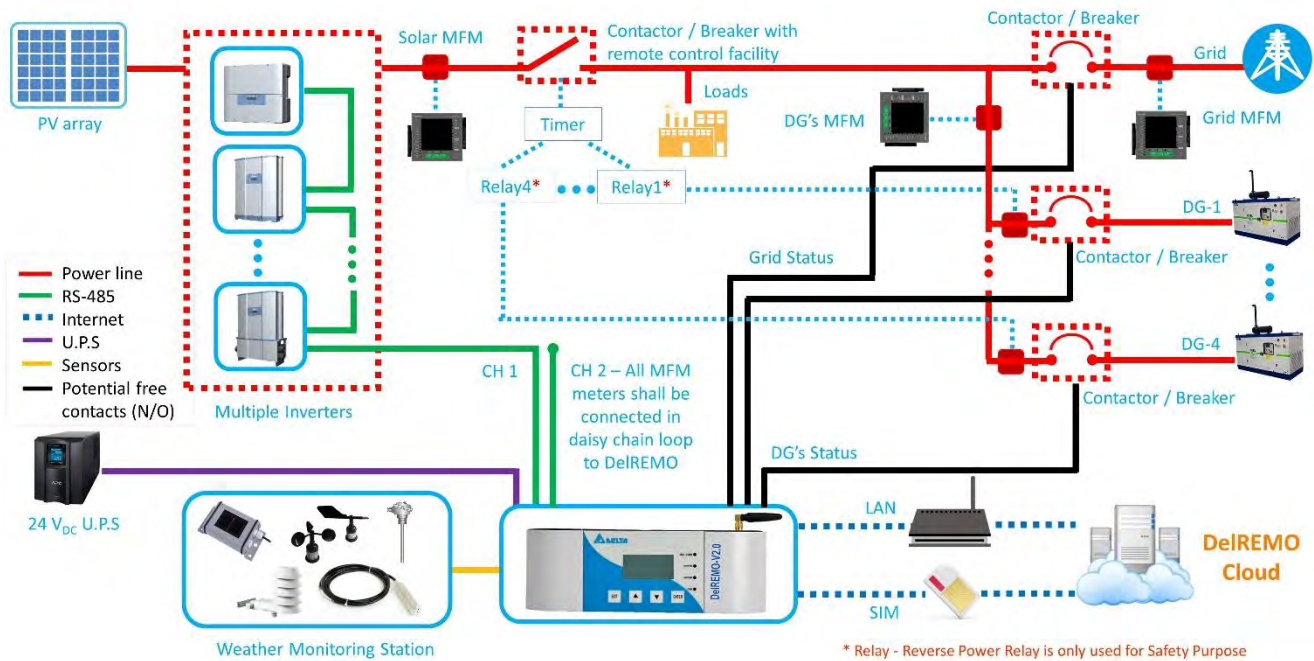 PV array
Solar MFM
Contactor / Breaker with
remote control facility
Contactor / Breaker
Grid
Loads
DG's MFM
Grid MFM
Timer
Relay4*
Relay1*
DG-1
Contactor / Breaker
Grid Status
DG-4
Contactor / Breaker
DG's Status
Power line
RS-485
Internet
U.P.S
Sensors
Potential free
contacts (N/O)
Multiple Inverters
CH 1
CH 2 – All MFM
meters shall be
connected in
daisy chain loop
to DelREMO
24 VDC U.P.S
Weather Monitoring Station
DELTA
DelREMO-V2.0
ENTER
LAN
SIM
DelREMO
Cloud
* Relay - Reverse Power Relay is only used for Safety Purpose